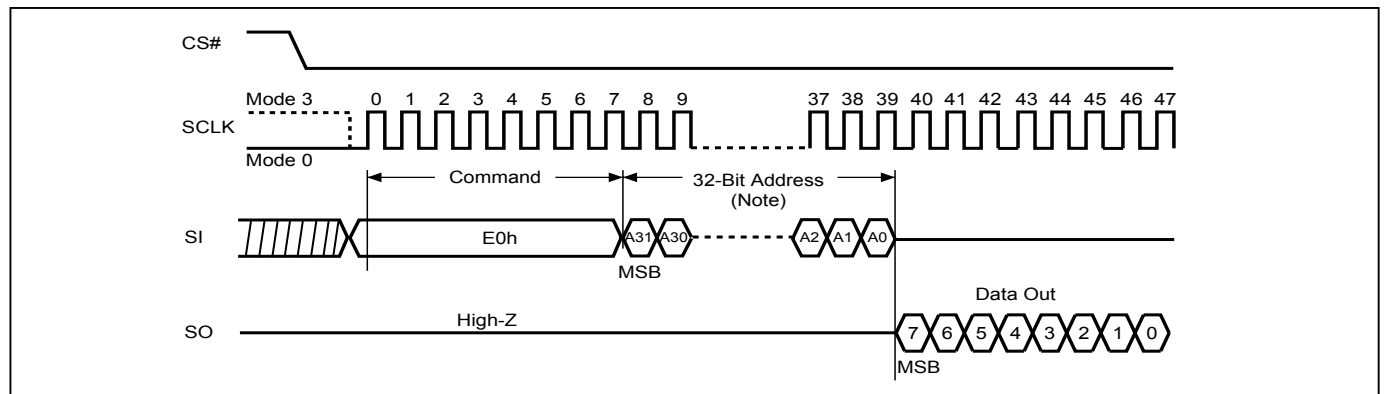 CS#
Mode 3 0 1 2 3 4 5 6 7 8 9 37 38 39 40 41 42 43 44 45 46 47
SCLK
Mode 0
Command 32-Bit Address
(Note)
SI E0h A31 A30 A2 A1 A0
MSB
Data Out
High-Z
SO 7 6 5 4 3 2 1 0
MSB